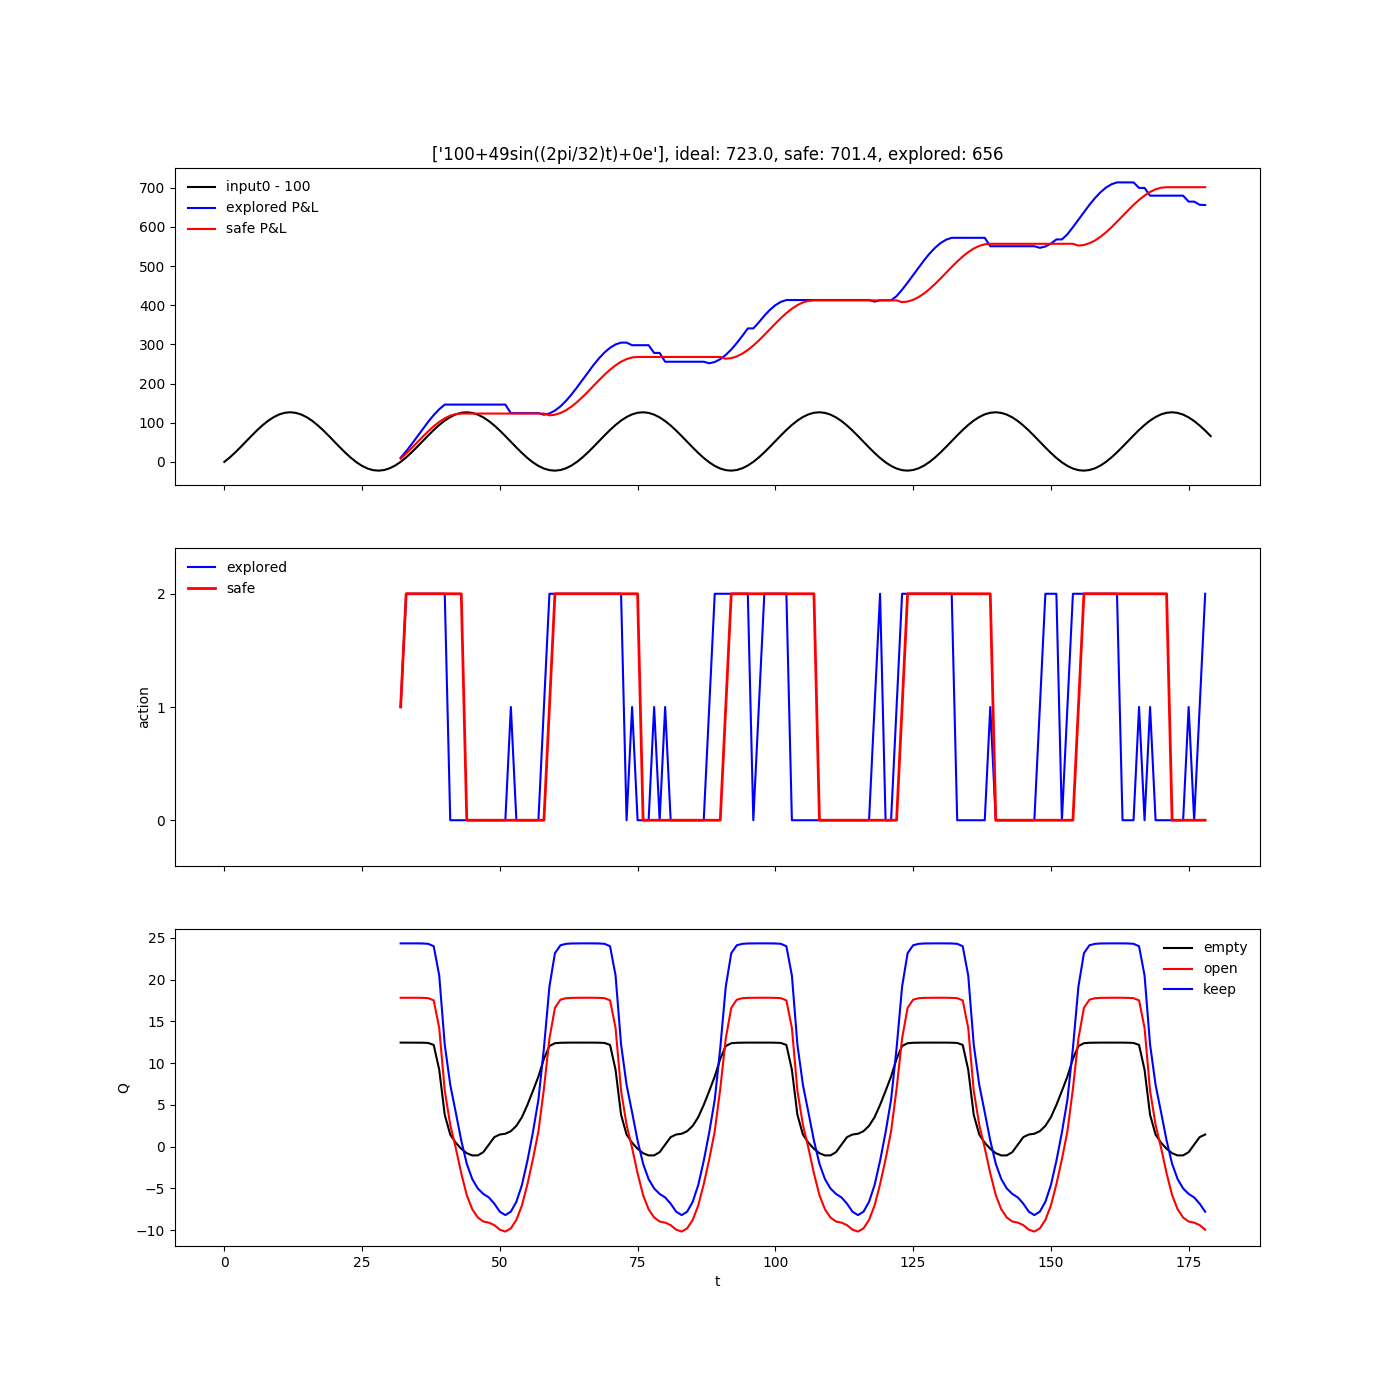 ['100+49sin((2pi/32)t)+0e'], ideal: 723.0, safe: 701.4, explored: 656
700
600
500
400
300
200
100
0
input0 - 100
explored P&L
safe P&L
action
2
1
0
explored
safe
Q
25
20
15
10
5
0
−5
−10
empty
open
keep
0 25 50 75 100 125 150 175
t